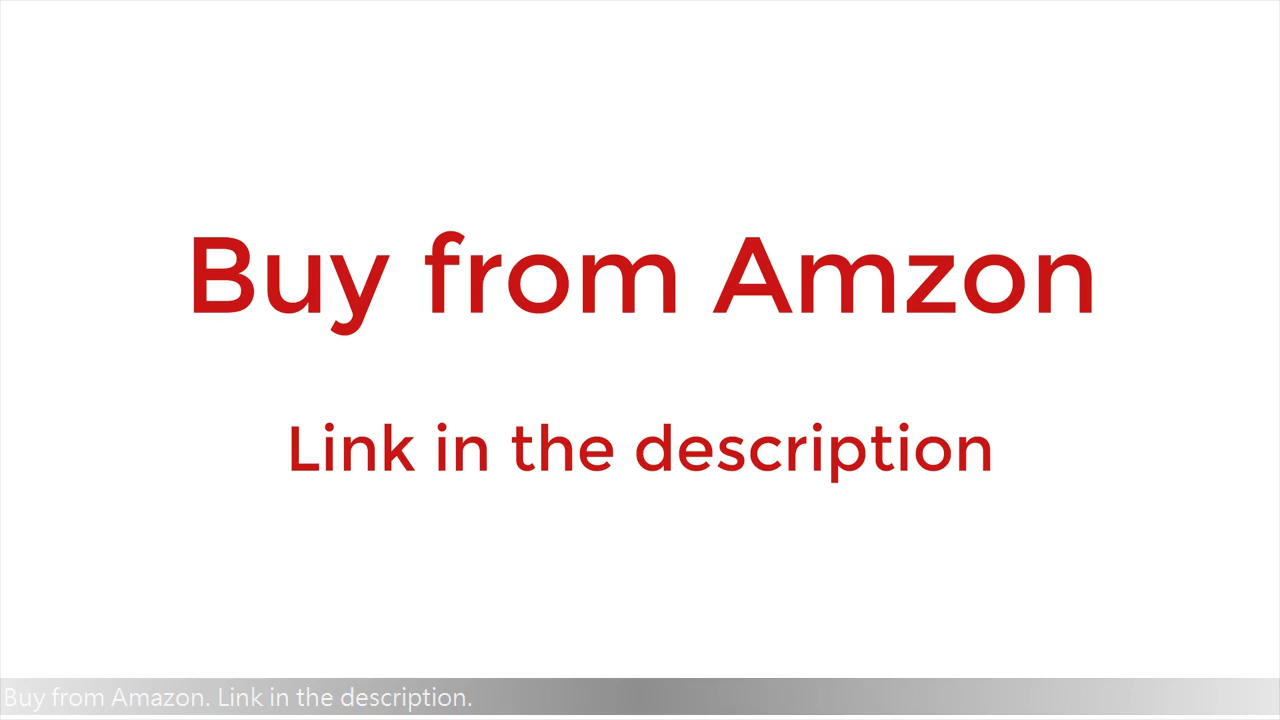 Buy from Amzon
Link in the description
Buy from Amazon. Link in the description.